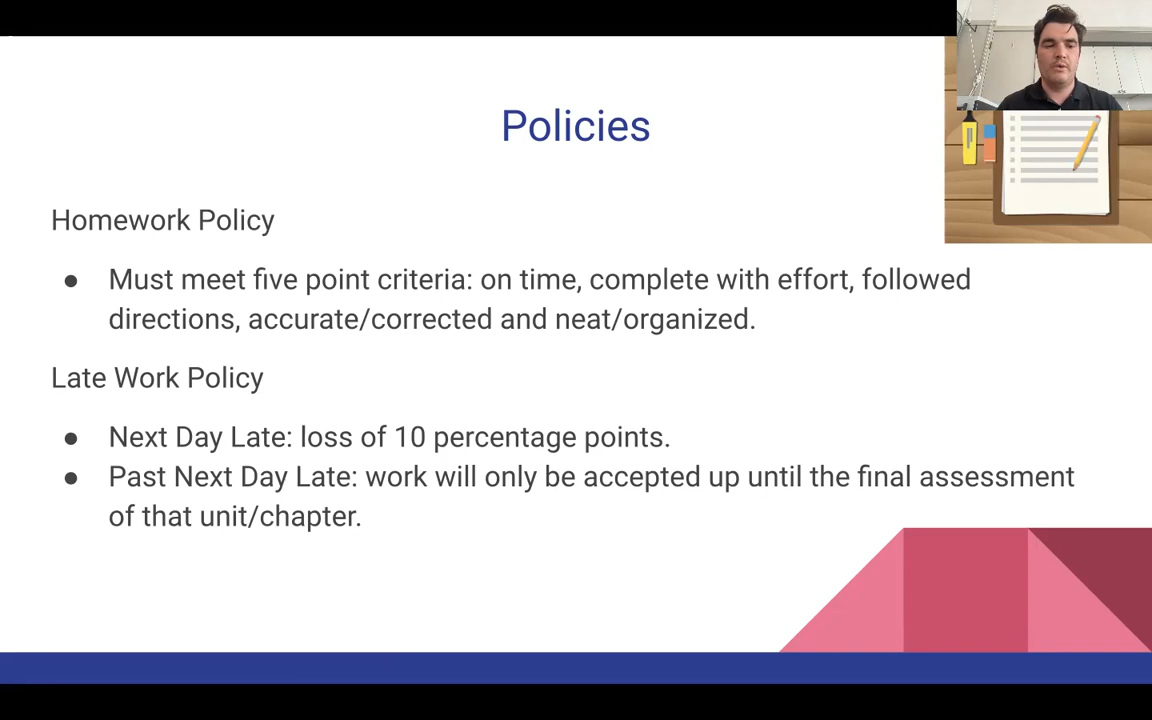 Policies
Homework Policy
● Must meet five point criteria: on time, complete with effort, followed
directions, accurate/corrected and neat/organized.
Late Work Policy
● Next Day Late: loss of 10 percentage points.
● Past Next Day Late: work will only be accepted up until the final assessment
of that unit/chapter.